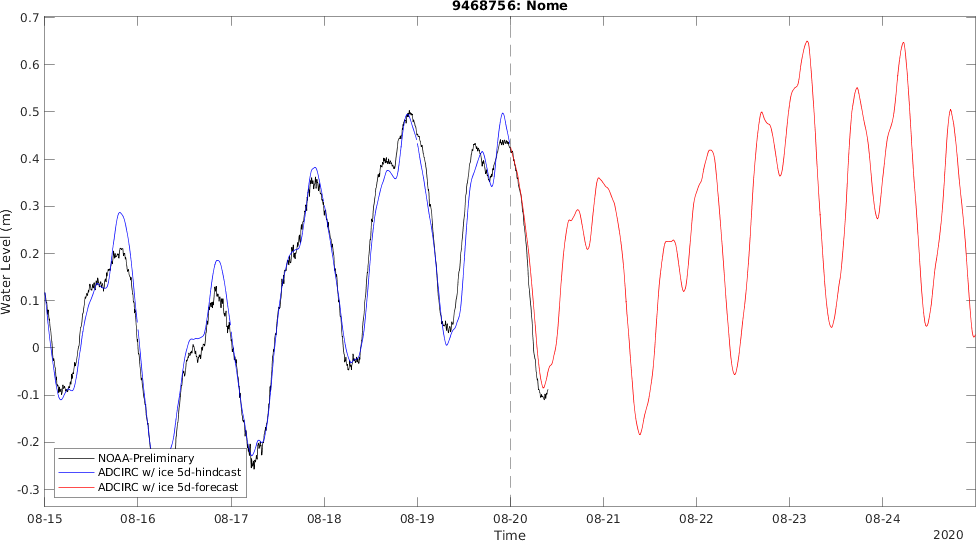 9468756: Nome
0.7
0.6
0.5
0.4
0.3
0.2
0.1
0
-0.1
-0.2
-0.3
Water Level (m)
NOAA-Preliminary
ADCIRC w/ ice 5d-hindcast
ADCIRC w/ ice 5d-forecast
08-15 08-16 08-17 08-18 08-19 08-20 08-21 08-22 08-23 08-24
Time
2020